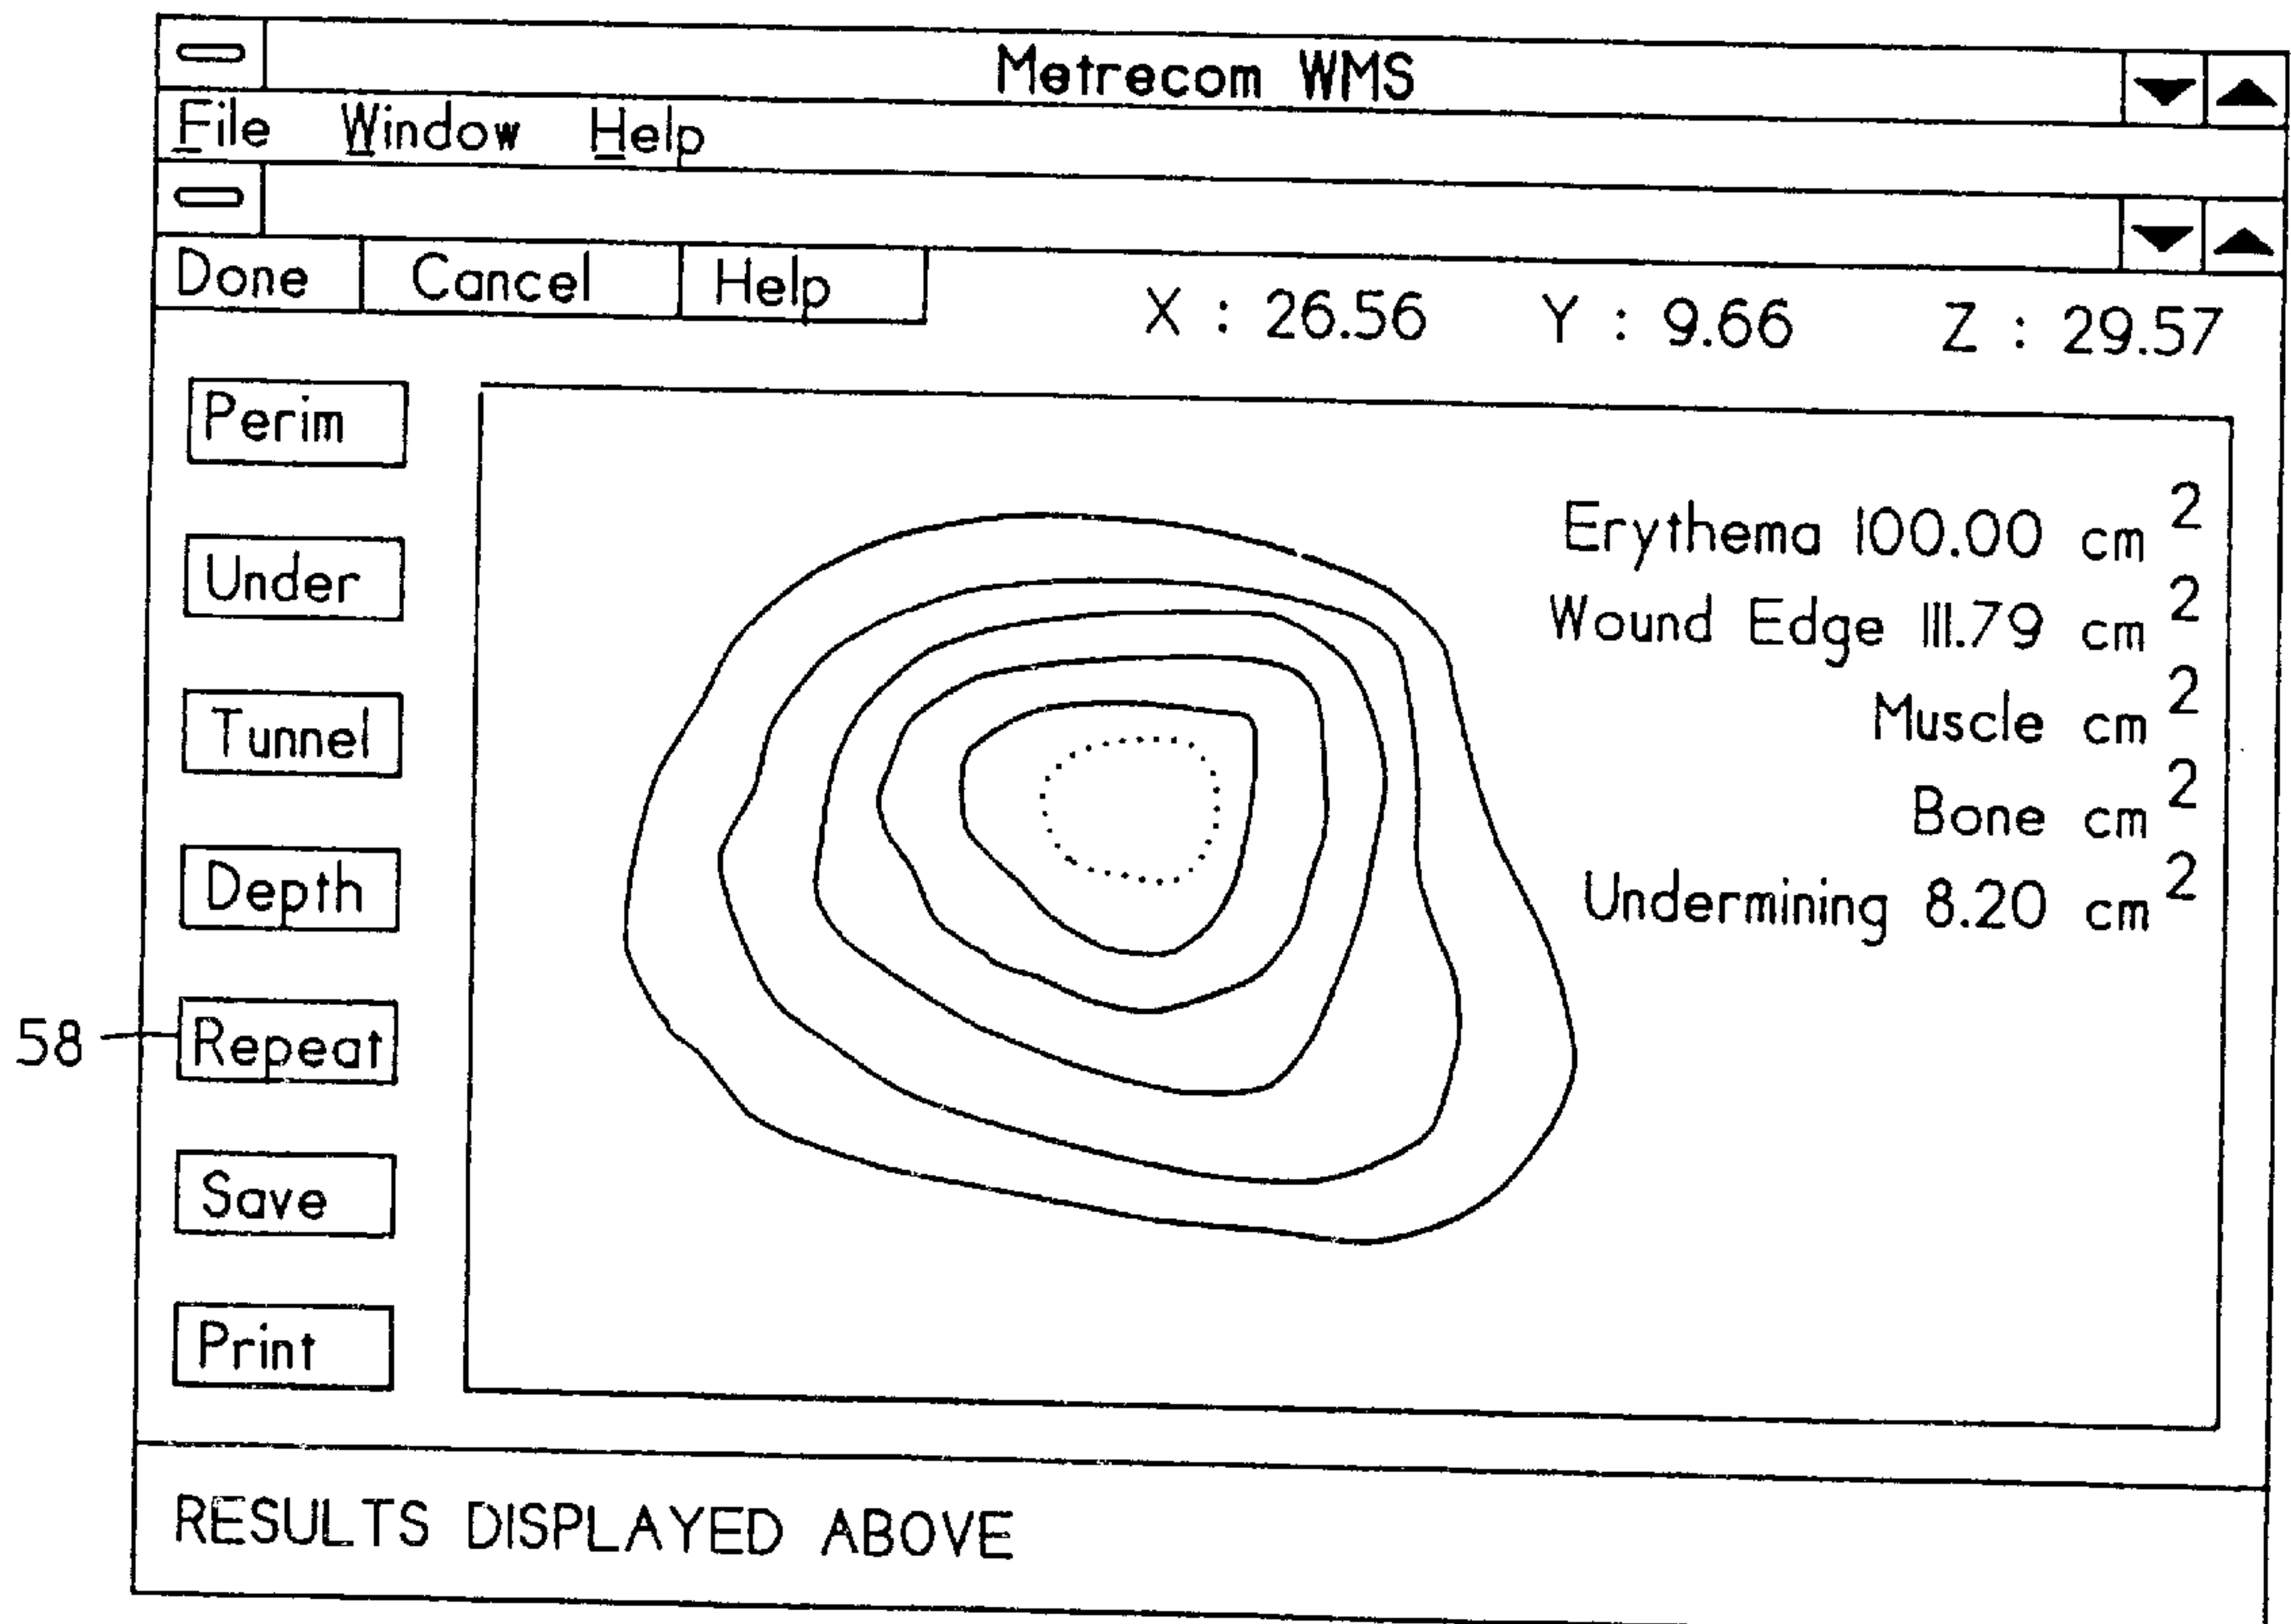 Metrecom WMS
File Window Help
Done Cancel Help X : 26.56 Y : 9.66 Z : 29.57
Perim
Under
Tunnel
Depth
58 Repeat
Save
Print
Erythema 100.00 cm 2
Wound Edge 111.79 cm 2
Muscle cm 2
Bone cm 2
Undermining 8.20 cm 2
RESULTS DISPLAYED ABOVE